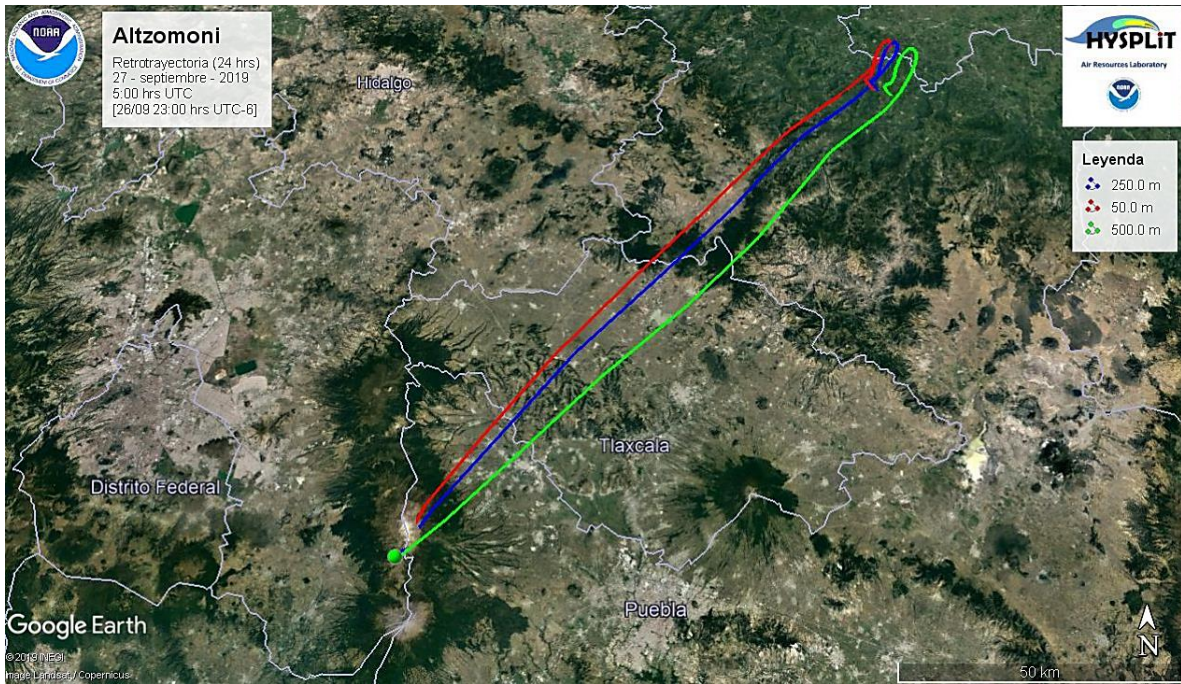 NOAA
Altzomoni
Retrotrayectoria (24 hrs)
27 - septiembre - 2019
5:00 hrs UTC
[26/09 23:00 hrs UTC-6]
Hidalgo
HYSPLiT
Air Resources Laboratory
Leyenda
250.0 m
50.0 m
500.0 m
Tlaxcala
Distrito Federal
Puebla
Google Earth
© 2019 INEGI
Image Landsat / Copernicus
N
50 km